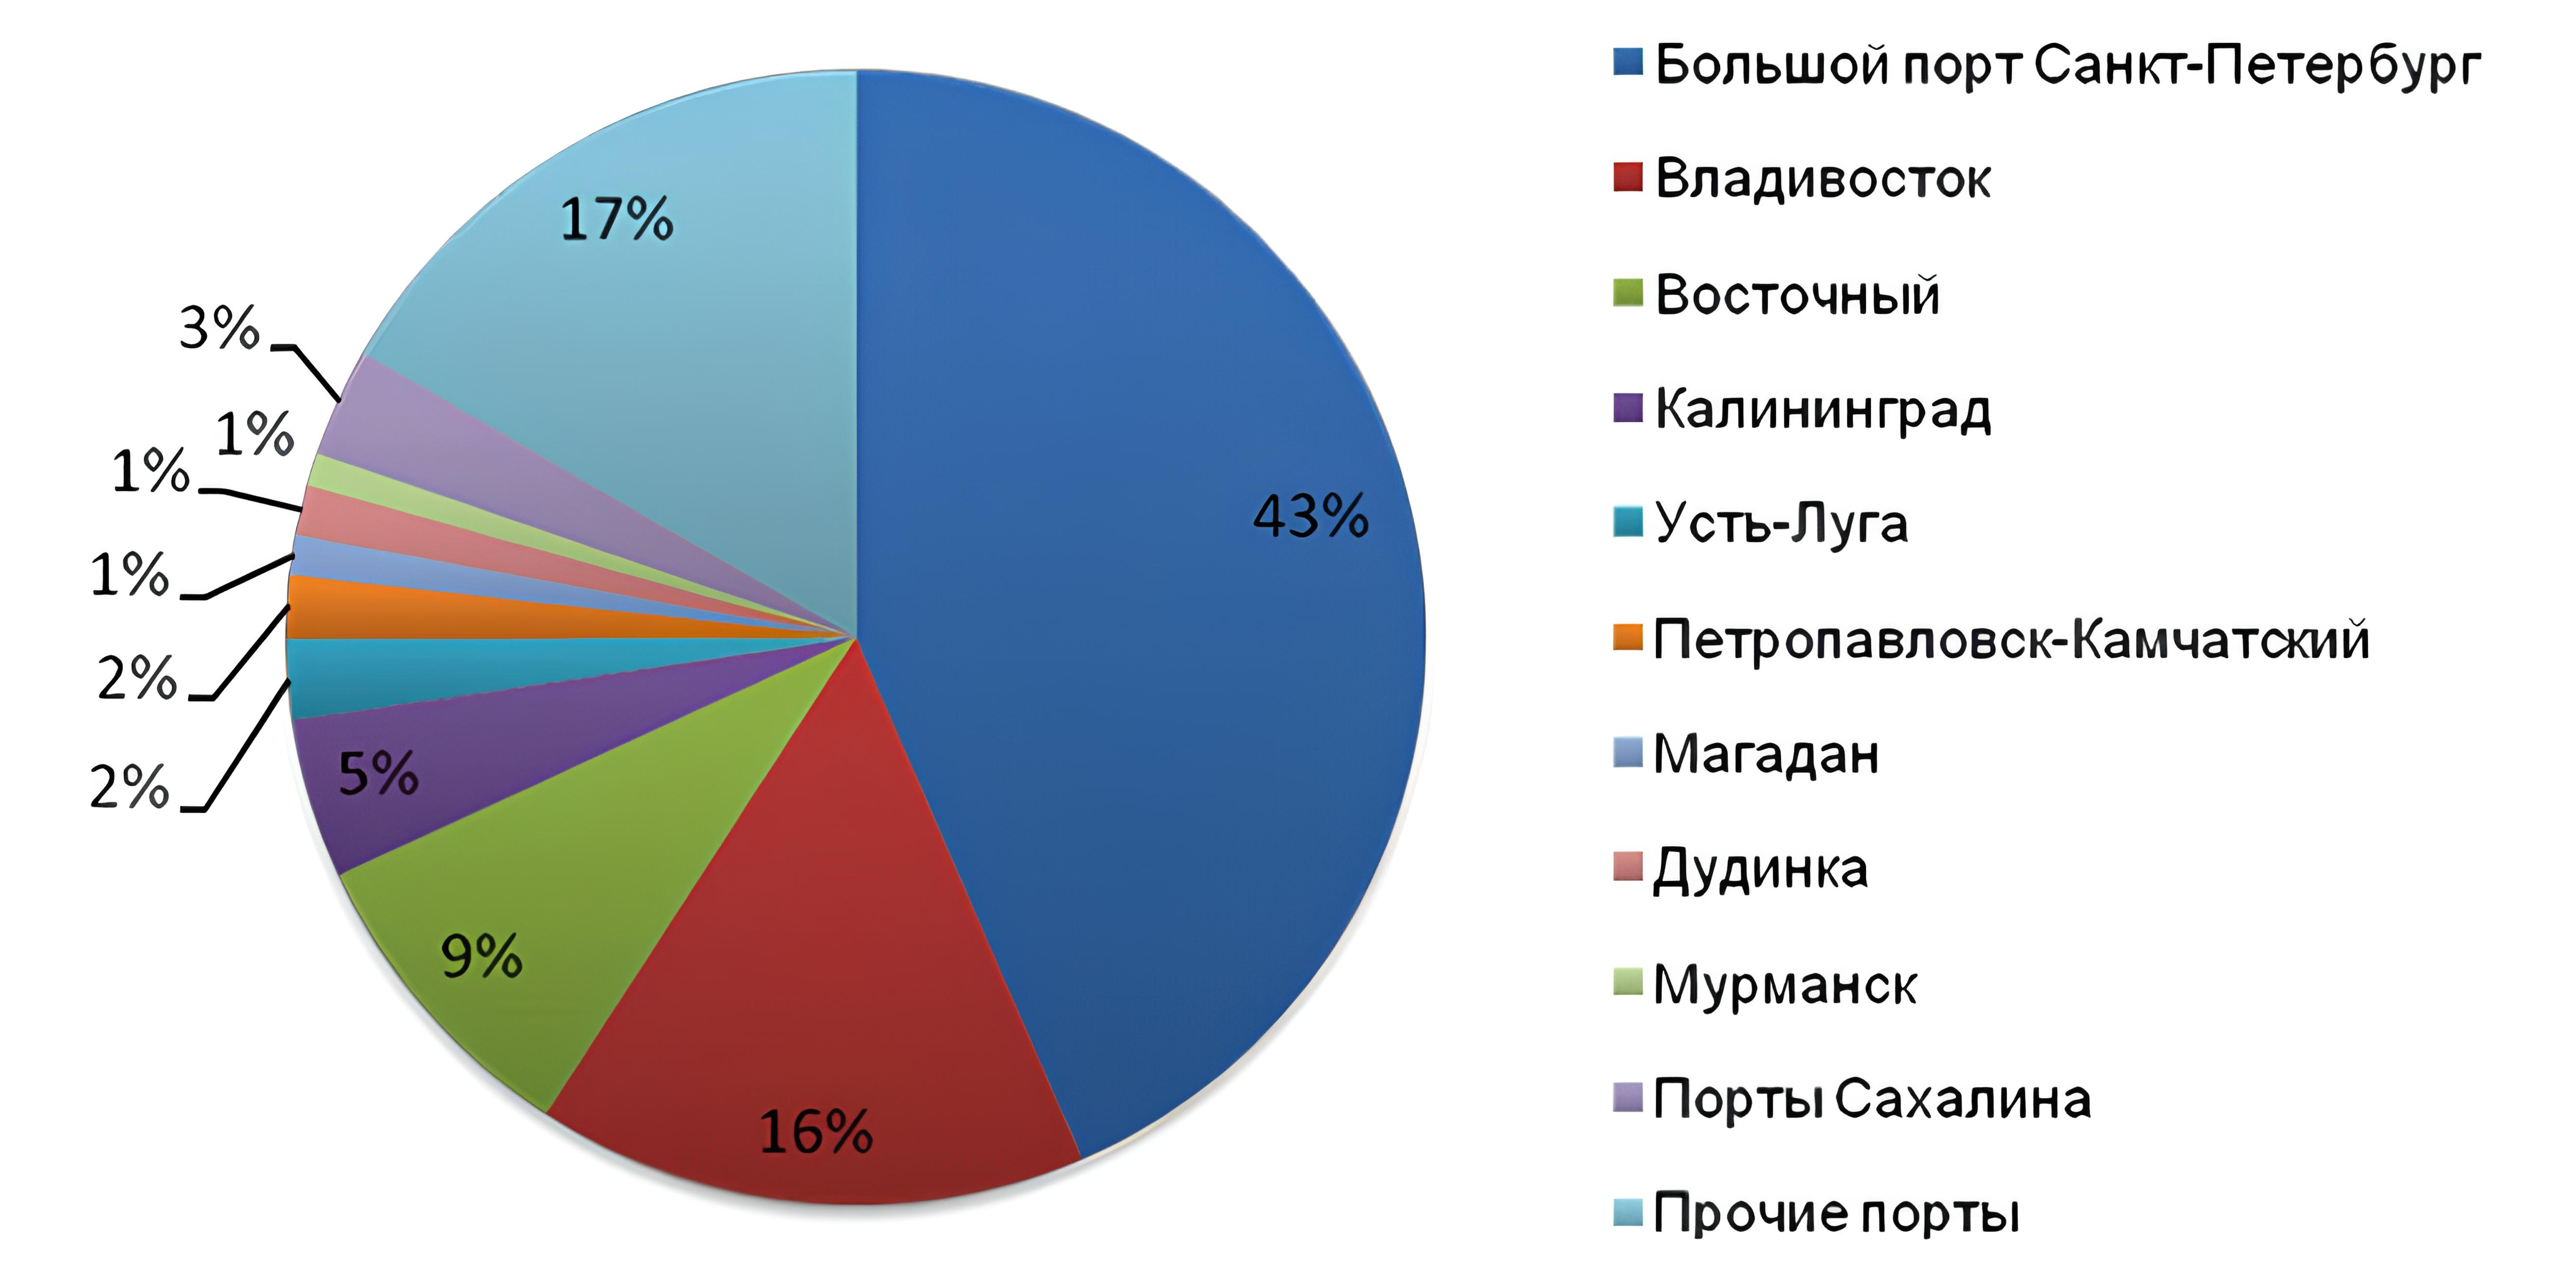 17%
3%
1%
1%
1%
2%
2%
5%
9%
16%
43%
Большой порт Санкт-Петербург
Владивосток
Восточный
Калининград
Усть-Луга
Петропавловск-Камчатский
Магадан
Дудинка
Мурманск
Порты Сахалина
Прочие порты